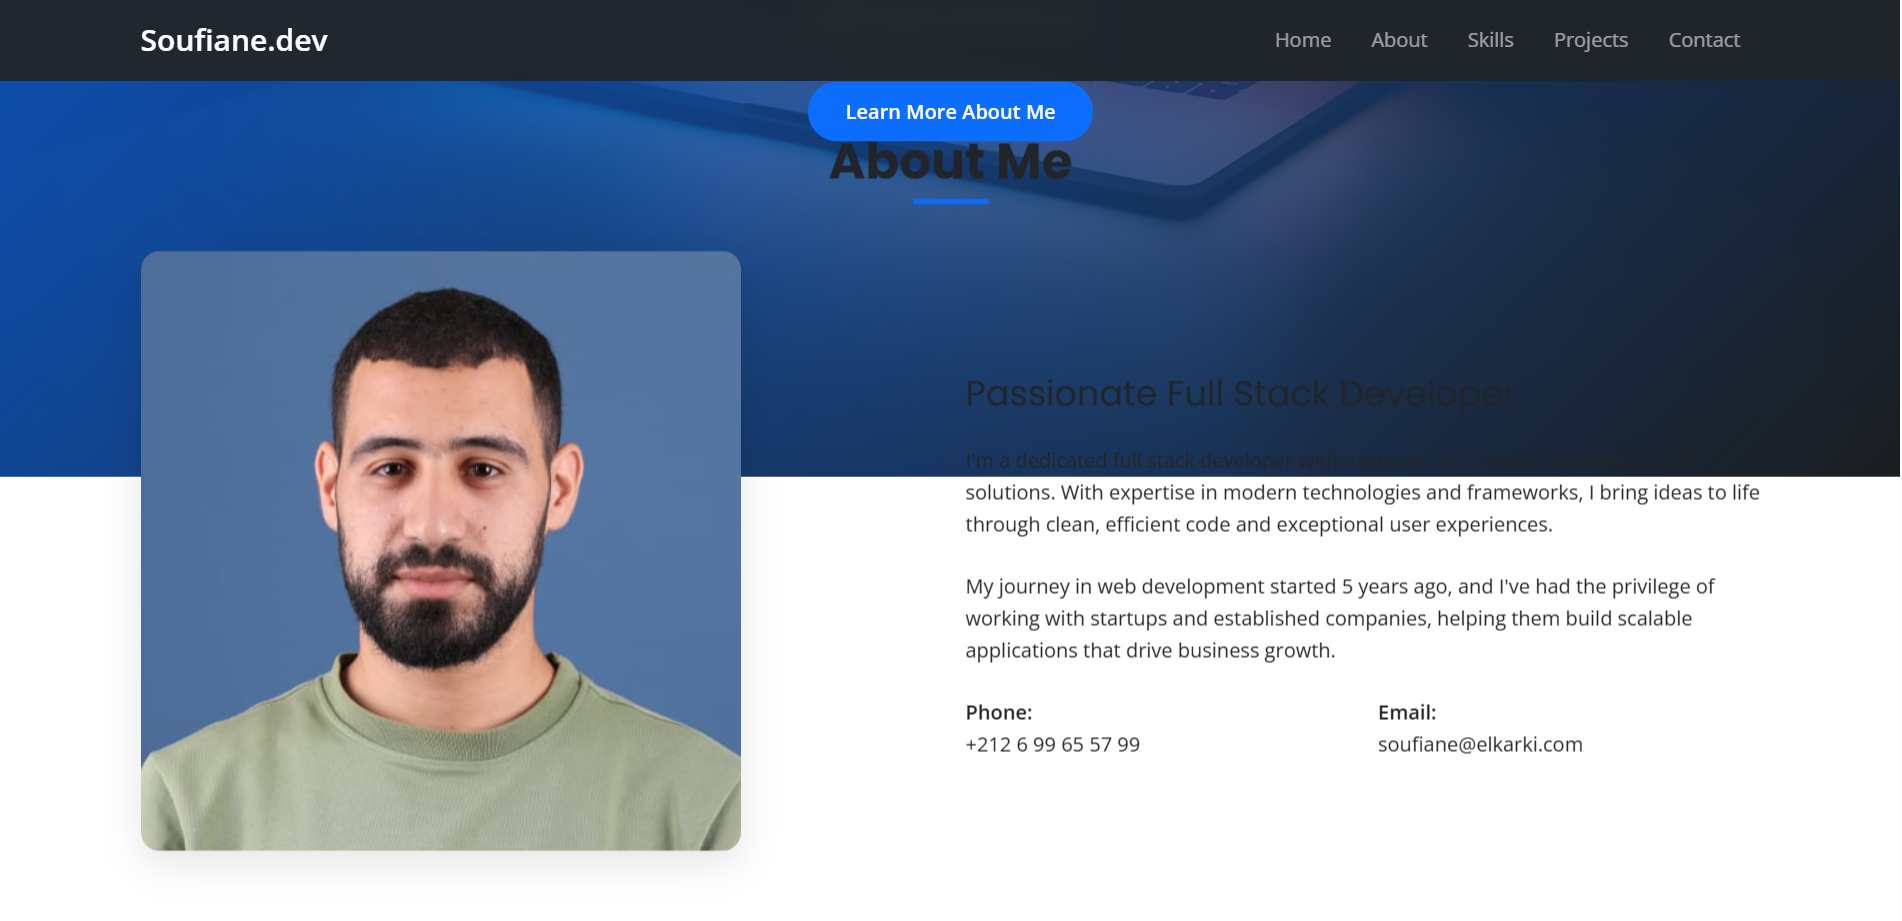 Soufiane.dev
Home About Skills Projects Contact
Learn More About Me
About Me
Passionate Full Stack Developer
I'm a dedicated full stack developer with a passion for
solutions. With expertise in modern technologies and frameworks, I bring ideas to life
through clean, efficient code and exceptional user experiences.
My journey in web development started 5 years ago, and I've had the privilege of
working with startups and established companies, helping them build scalable
applications that drive business growth.
Phone:
+212 6 99 65 57 99
Email:
soufiane@elkarki.com